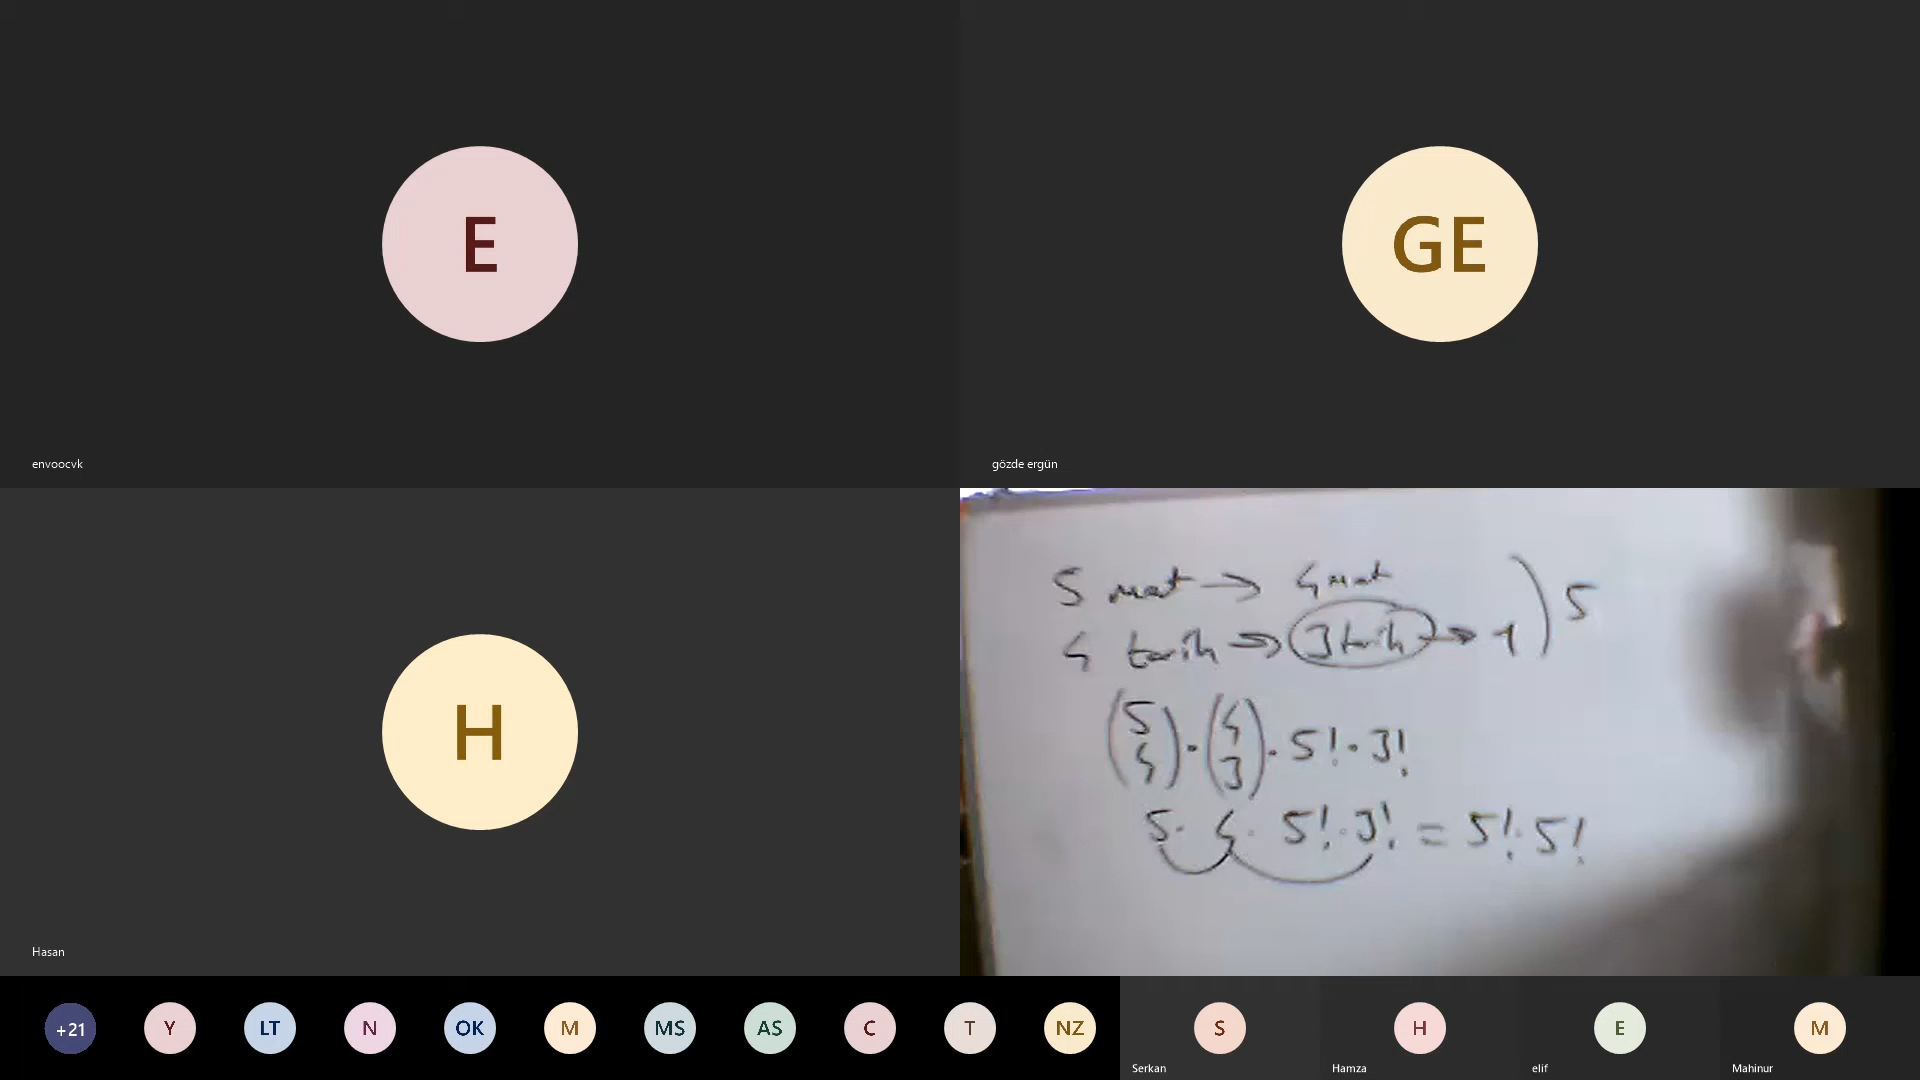 E
envoocvk
GE
gözde ergün
H
Hasan
5 mat → 4 mat ) 5
4 tarih → 3 tarih → 1
(5 4) · (4 3) · 5! · 3!
5 · 4 · 5! · 3! = 5! · 5!
+21
Y
LT
N
OK
M
MS
AS
C
T
NZ
S
Serkan
H
Hamza
E
elif
M
Mahinur